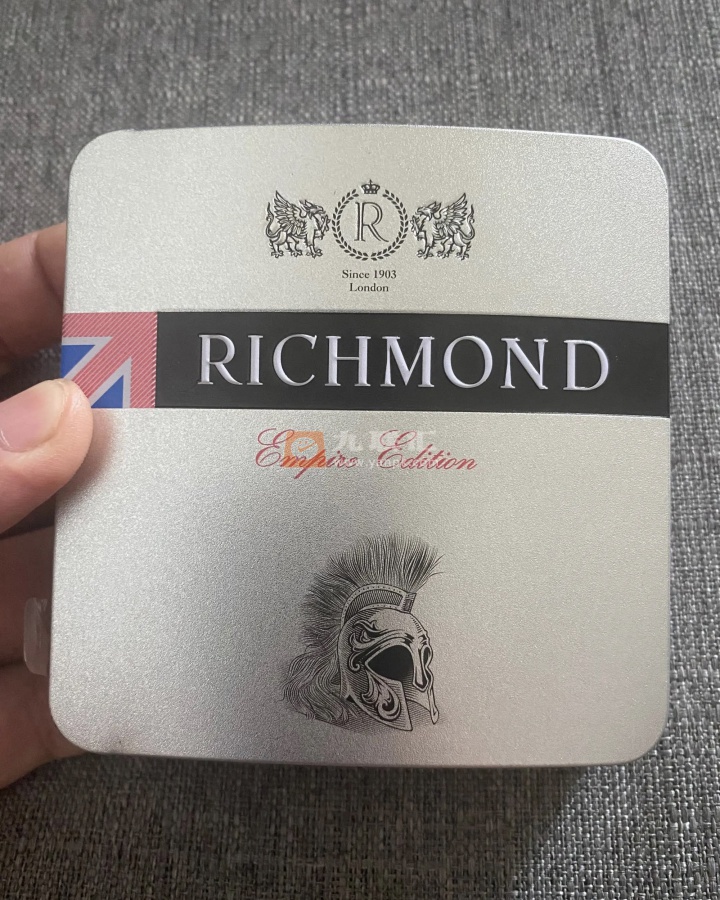 R
Since 1903
London
RICHMOND
Empire Edition